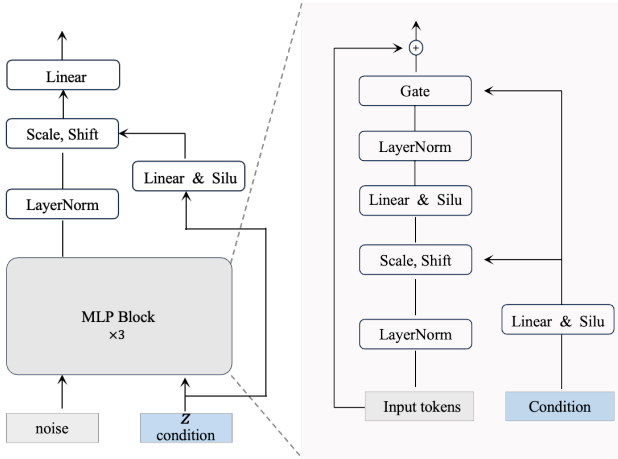 Linear
Scale, Shift
Linear & Silu
LayerNorm
MLP Block
×3
noise
z
condition
+
Gate
LayerNorm
Linear & Silu
Scale, Shift
LayerNorm
Linear & Silu
Input tokens
Condition